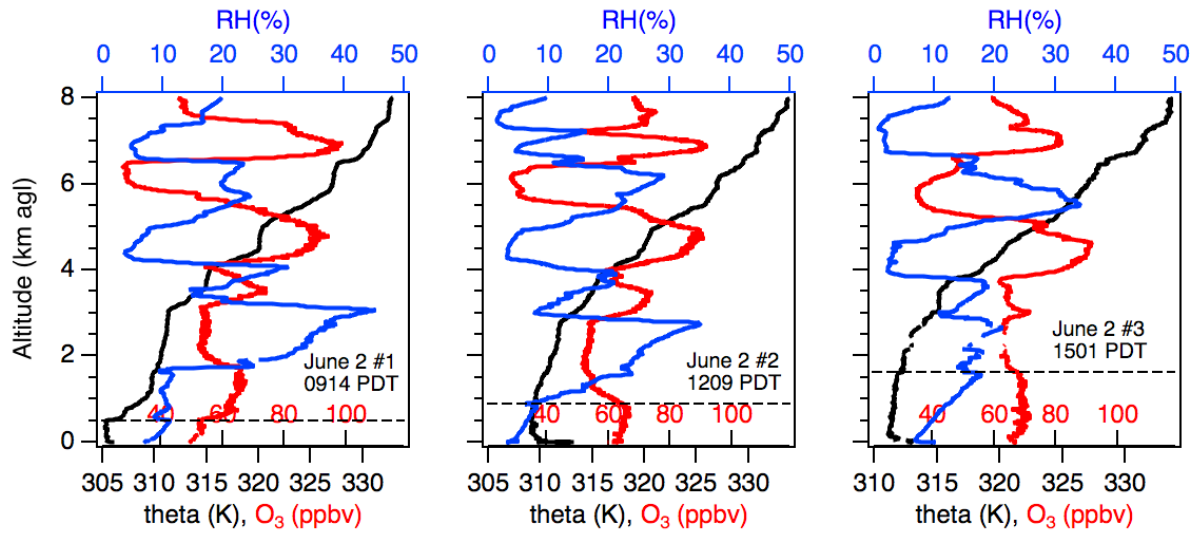 RH(%) RH(%) RH(%)
0 10 20 30 40 50 0 10 20 30 40 50 0 10 20 30 40 50
8
6
4
2
0
Altitude (km agl)
June 2 #1
0914 PDT
40 60 80 100
June 2 #2
1209 PDT
40 60 80 100
June 2 #3
1501 PDT
40 60 80 100
305 310 315 320 325 330 305 310 315 320 325 330 310 315 320 325 330
theta (K), O₃ (ppbv) theta (K), O₃ (ppbv) theta (K), O₃ (ppbv)